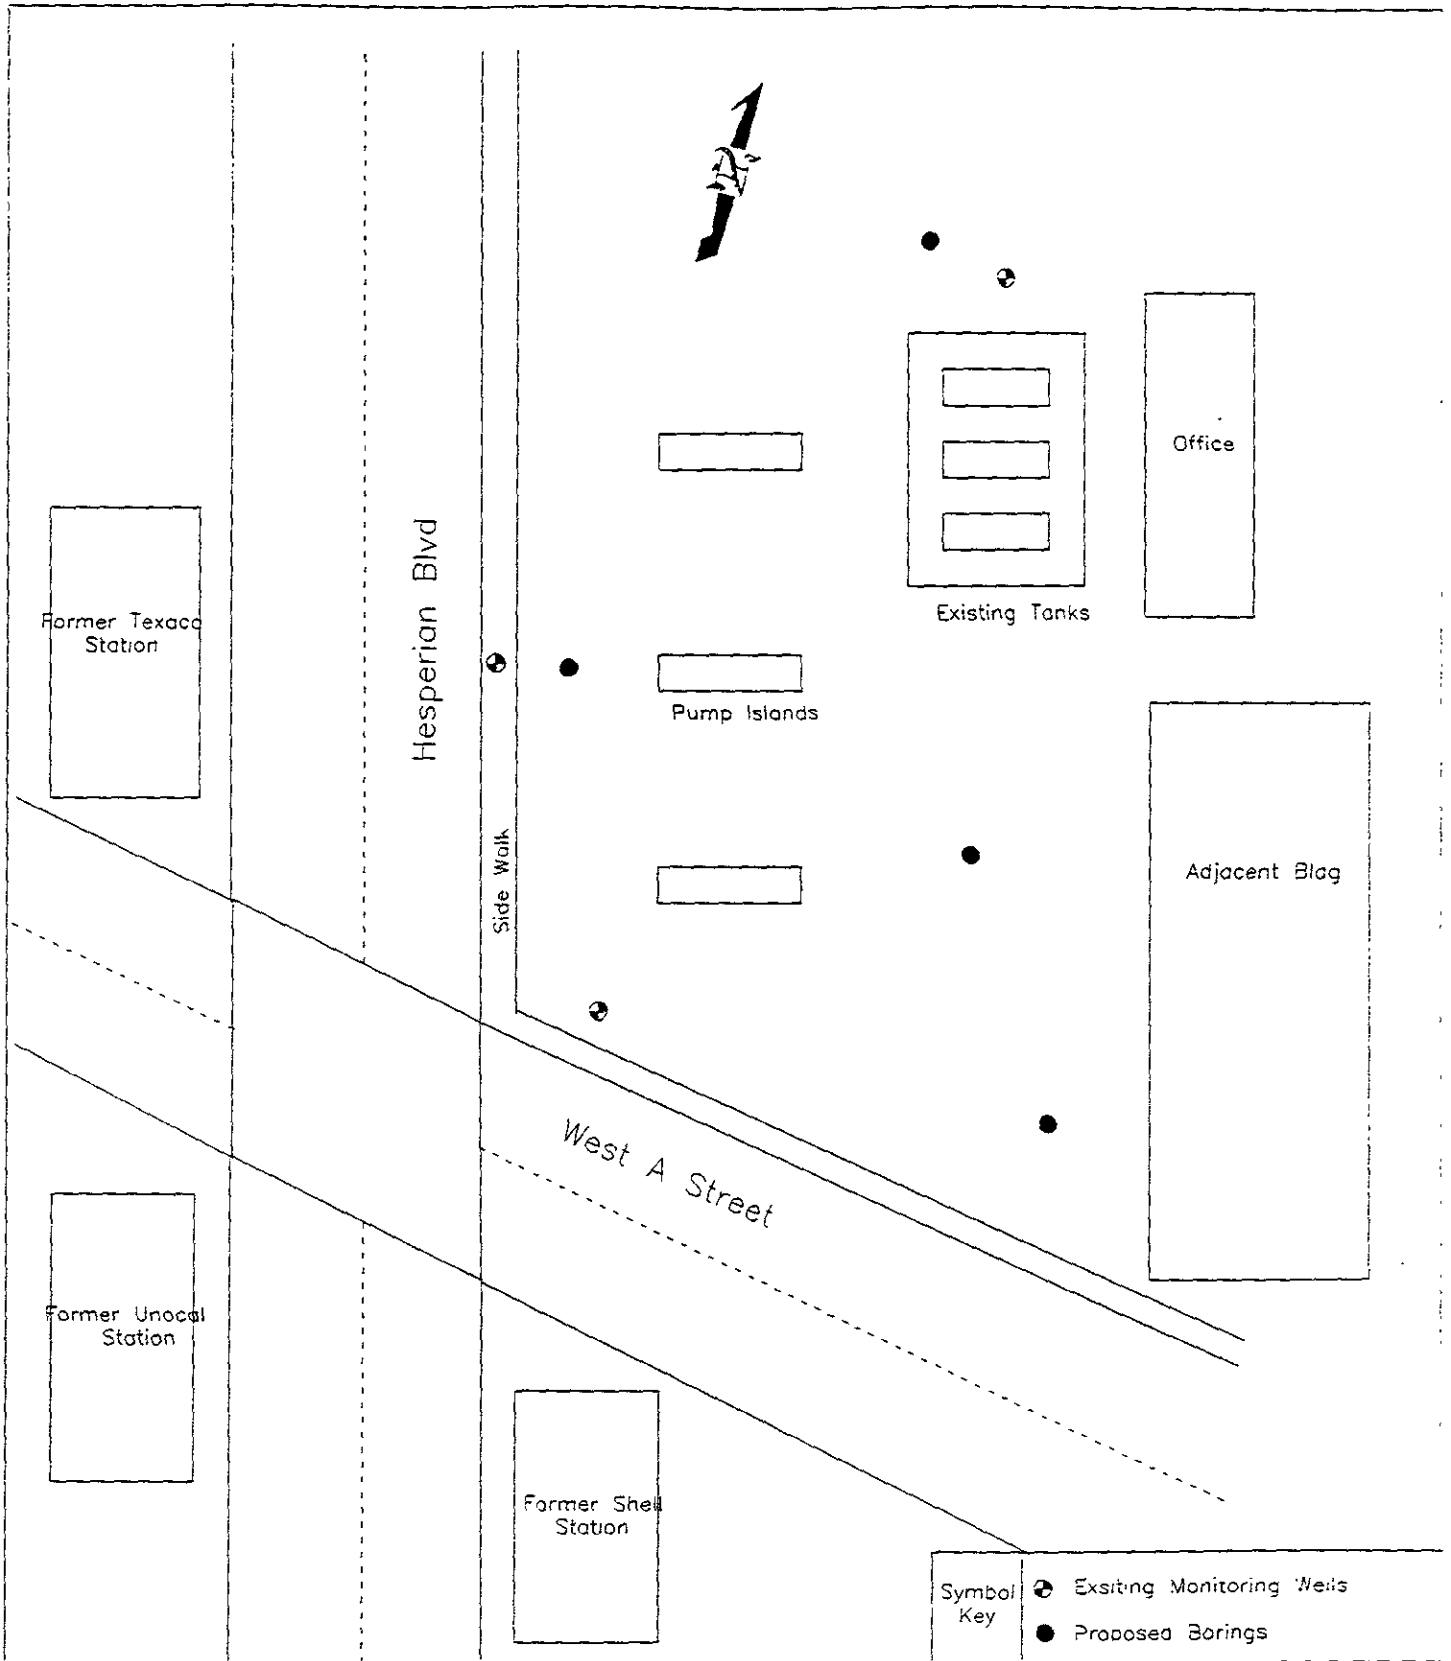 N
Office
Existing Tanks
Hesperian Blvd
Former Texaco
Station
Pump Islands
Side Walk
Adjacent Blag
West A Street
Former Unocal
Station
Former Shell
Station
Symbol
Key
Exsiting Monitoring Wells
Proposed Borings